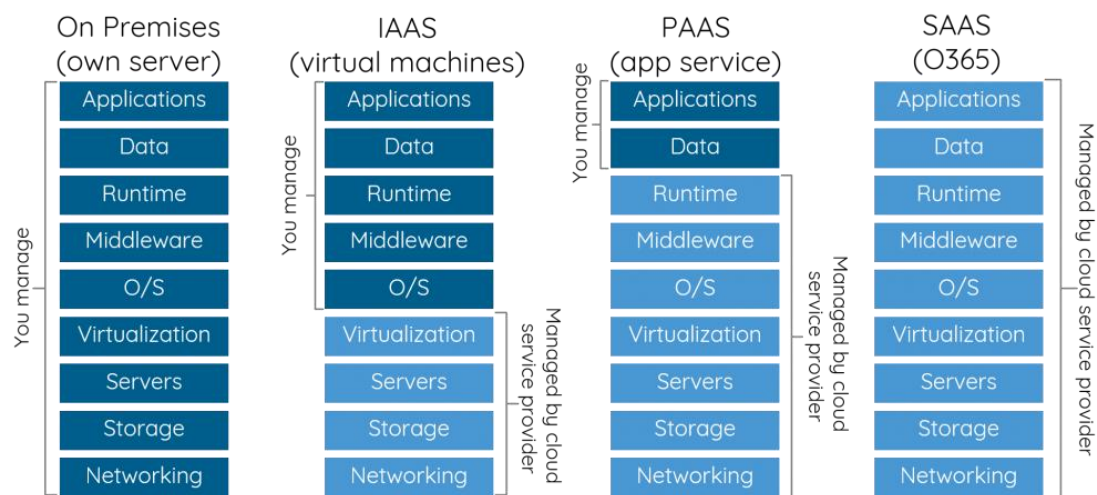 On Premises
(own server)
You manage
Applications
Data
Runtime
Middleware
O/S
Virtualization
Servers
Storage
Networking
IAAS
(virtual machines)
You manage
Applications
Data
Runtime
Middleware
O/S
Virtualization
Servers
Storage
Networking
Managed by cloud
service provider
PAAS
(app service)
You manage
Applications
Data
Runtime
Middleware
O/S
Virtualization
Servers
Storage
Networking
Managed by cloud
service provider
SAAS
(O365)
Applications
Data
Runtime
Middleware
O/S
Virtualization
Servers
Storage
Networking
Managed by cloud service provider